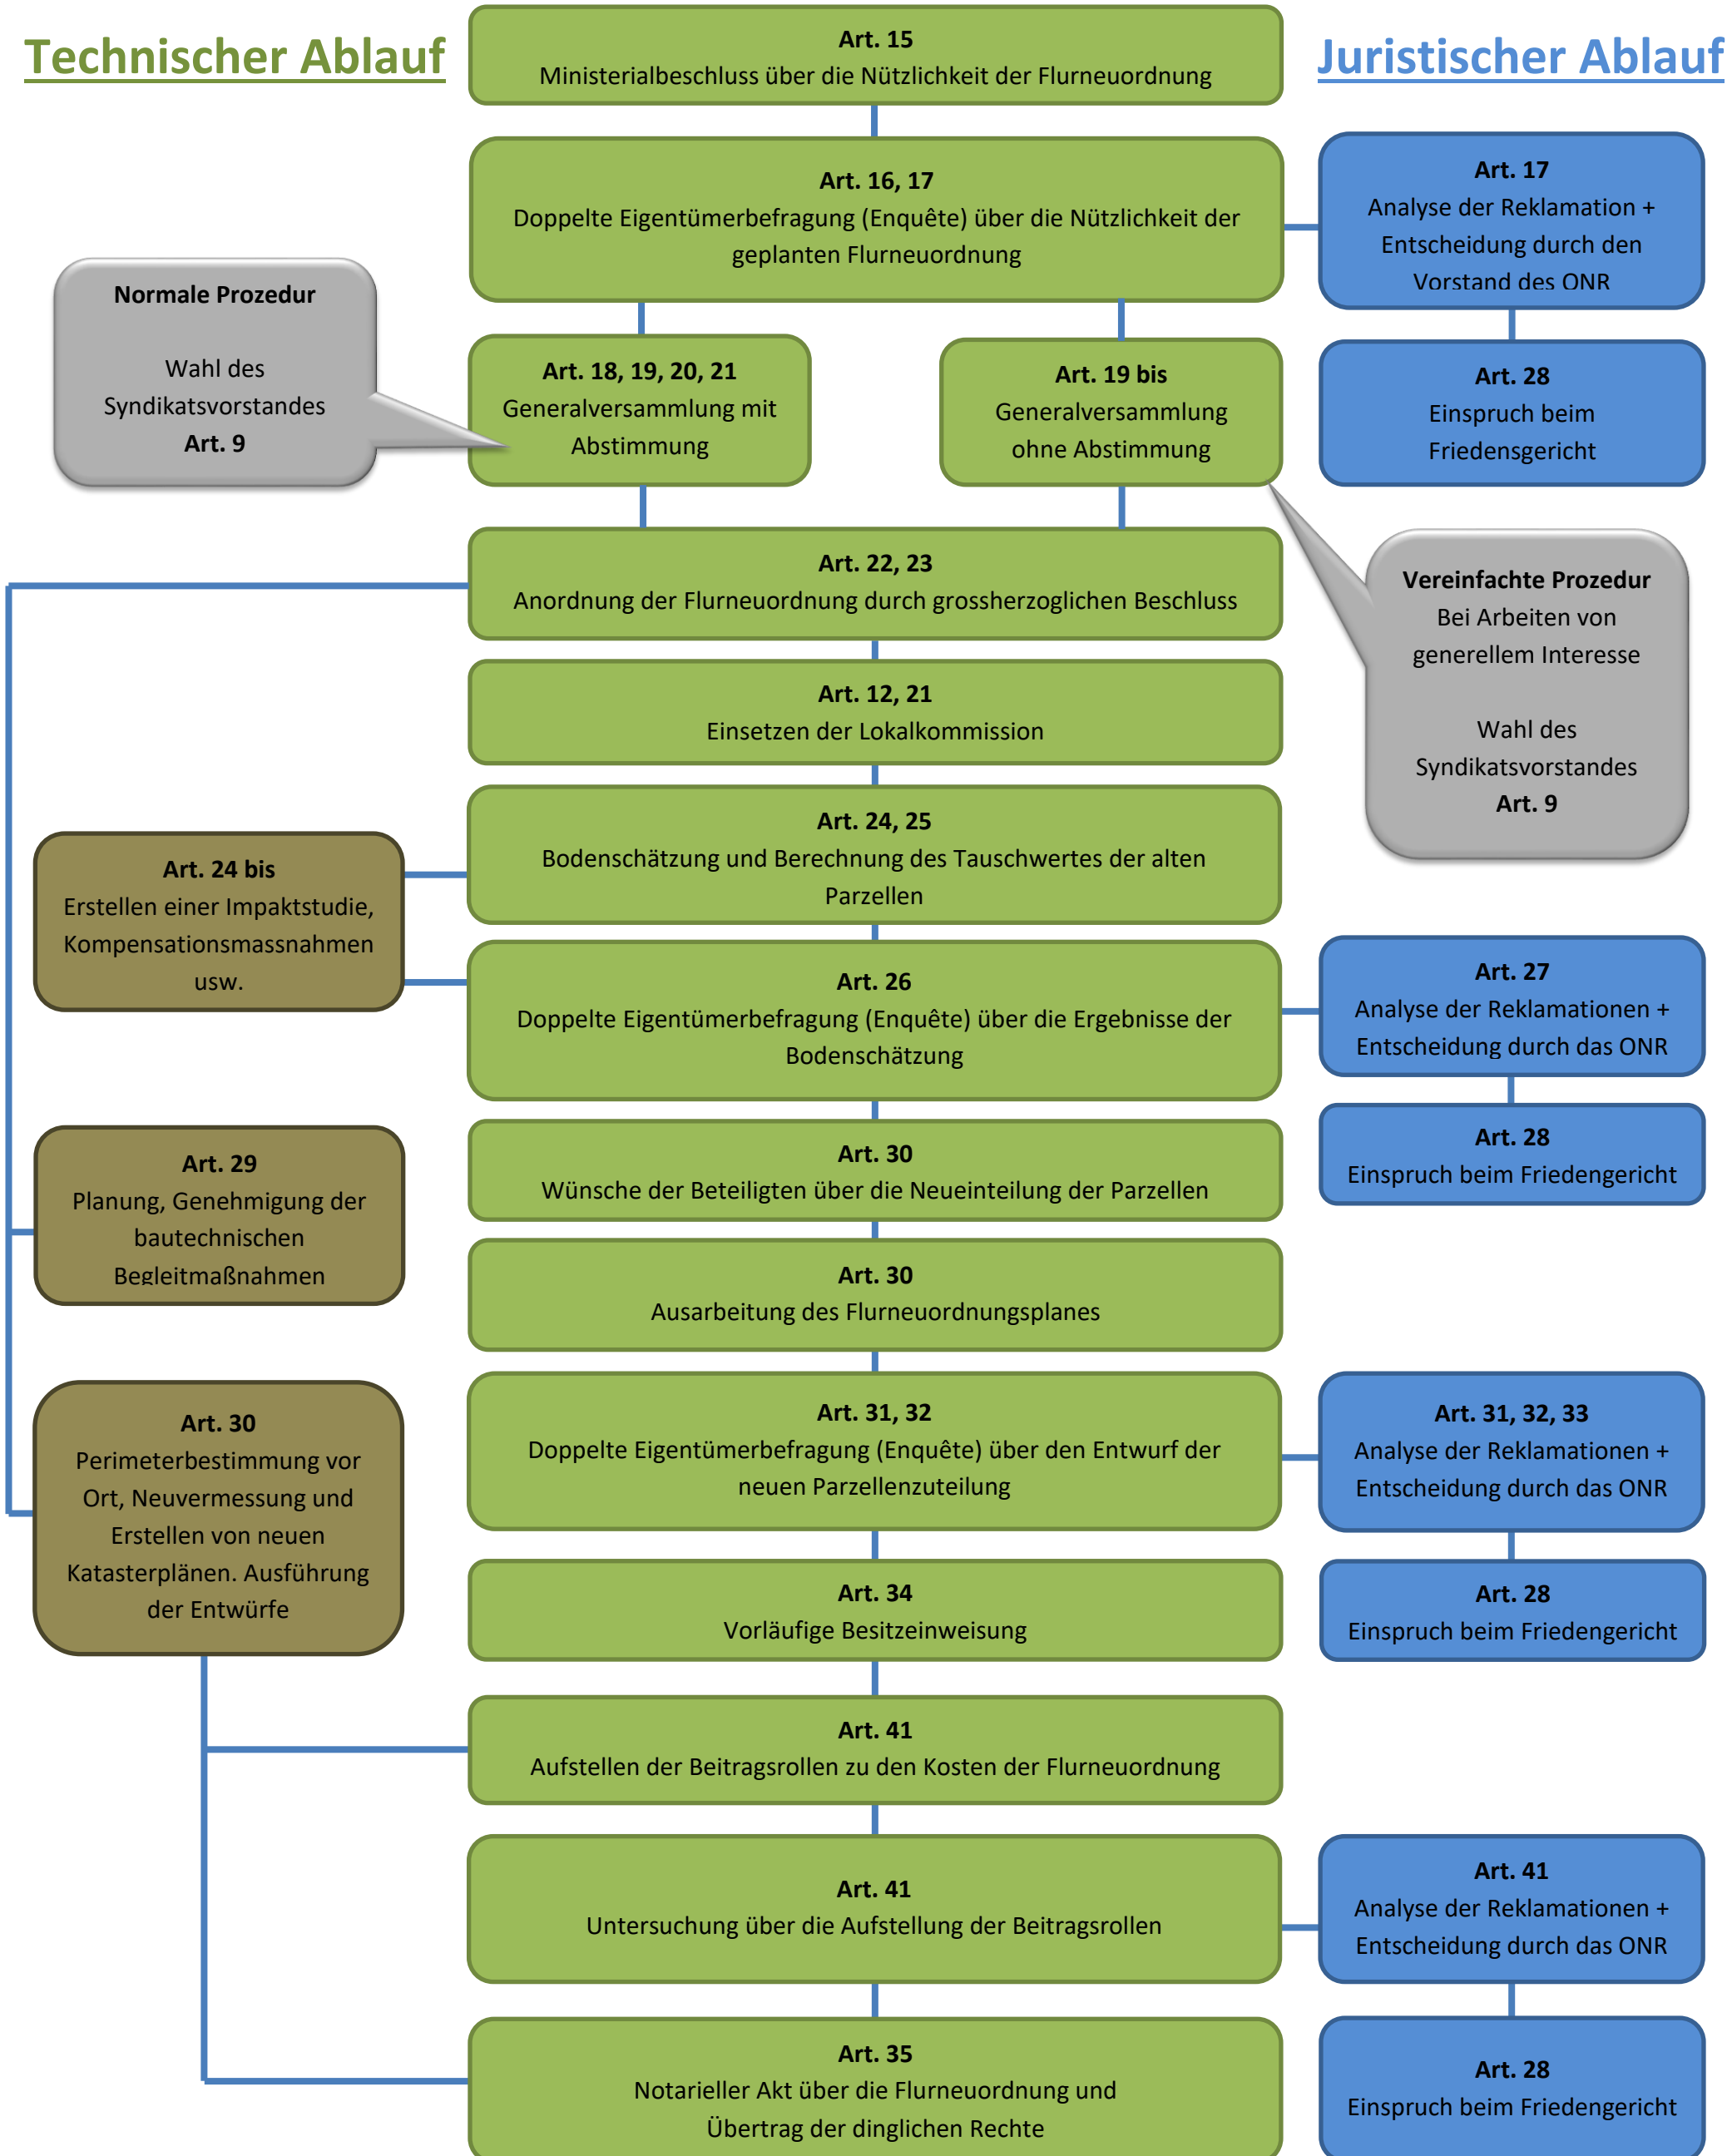 Technischer Ablauf
Juristischer Ablauf
Art. 15
Ministerialbeschluss über die Nützlichkeit der Flurneuordnung
Art. 16, 17
Doppelte Eigentümerbefragung (Enquête) über die Nützlichkeit der
geplanten Flurneuordnung
Art. 17
Analyse der Reklamation +
Entscheidung durch den
Vorstand des ONR
Normale Prozedur
Wahl des
Syndikatsvorstandes
Art. 9
Art. 18, 19, 20, 21
Generalversammlung mit
Abstimmung
Art. 19 bis
Generalversammlung
ohne Abstimmung
Art. 28
Einspruch beim
Friedensgericht
Art. 22, 23
Anordnung der Flurneuordnung durch grossherzoglichen Beschluss
Vereinfachte Prozedur
Bei Arbeiten von
generellem Interesse
Wahl des
Syndikatsvorstandes
Art. 9
Art. 12, 21
Einsetzen der Lokalkommission
Art. 24, 25
Bodenschätzung und Berechnung des Tauschwertes der alten
Parzellen
Art. 24 bis
Erstellen einer Impaktstudie,
Kompensationsmassnahmen
usw.
Art. 26
Doppelte Eigentümerbefragung (Enquête) über die Ergebnisse der
Bodenschätzung
Art. 27
Analyse der Reklamationen +
Entscheidung durch das ONR
Art. 28
Einspruch beim Friedengericht
Art. 30
Wünsche der Beteiligten über die Neueinteilung der Parzellen
Art. 29
Planung, Genehmigung der
bautechnischen
Begleitmaßnahmen
Art. 30
Ausarbeitung des Flurneuordnungsplanes
Art. 30
Perimeterbestimmung vor
Ort, Neuvermessung und
Erstellen von neuen
Katasterplänen. Ausführung
der Entwürfe
Art. 31, 32
Doppelte Eigentümerbefragung (Enquête) über den Entwurf der
neuen Parzellenzuteilung
Art. 31, 32, 33
Analyse der Reklamationen +
Entscheidung durch das ONR
Art. 34
Vorläufige Besitzeinweisung
Art. 28
Einspruch beim Friedengericht
Art. 41
Aufstellen der Beitragsrollen zu den Kosten der Flurneuordnung
Art. 41
Untersuchung über die Aufstellung der Beitragsrollen
Art. 41
Analyse der Reklamationen +
Entscheidung durch das ONR
Art. 35
Notarieller Akt über die Flurneuordnung und
Übertrag der dinglichen Rechte
Art. 28
Einspruch beim Friedengericht